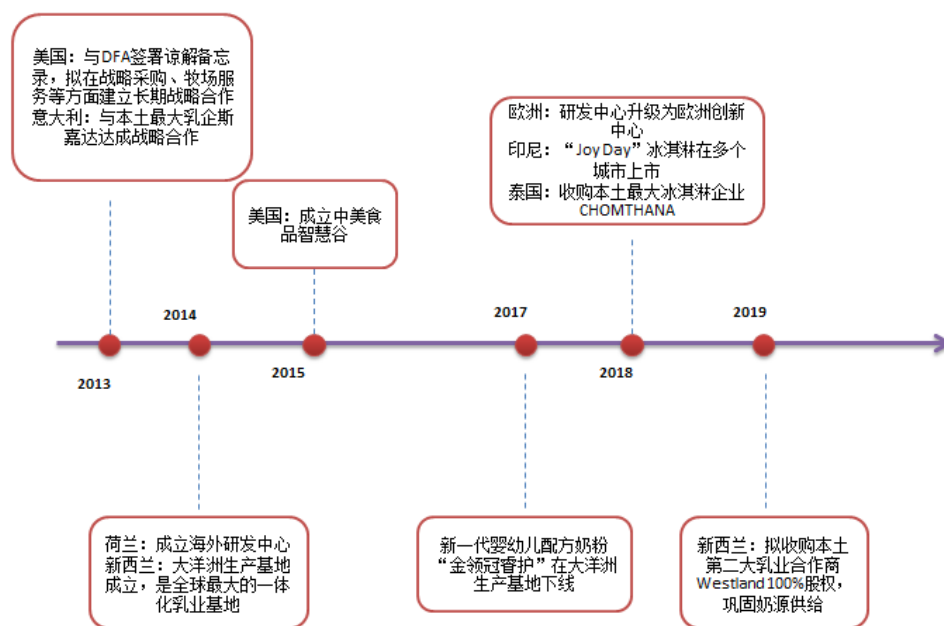 美国：与DFA签署谅解备忘
录，拟在战略采购、牧场服
务等方面建立长期战略合作
意大利：与本土最大乳企斯
嘉达达成战略合作
美国：成立中美食
品智慧谷
欧洲：研发中心升级为欧洲创新
中心
印尼：“Joy Day”冰淇淋在多个
城市上市
泰国：收购本土最大冰淇淋企业
CHOMTHANA
2014
2017
2019
2013
2015
2018
荷兰：成立海外研发中心
新西兰：大洋洲生产基地
成立，是全球最大的一体
化乳业基地
新一代婴幼儿配方奶粉
“金领冠睿护”在大洋洲
生产基地下线
新西兰：拟收购本土
第二大乳业合作商
Westland 100%股权，
巩固奶源供给